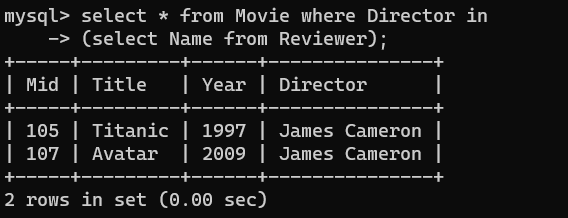 mysql> select * from Movie where Director in
    -> (select Name from Reviewer);
+-----+---------+------+---------------+
| Mid | Title   | Year | Director      |
+-----+---------+------+---------------+
| 105 | Titanic | 1997 | James Cameron |
| 107 | Avatar  | 2009 | James Cameron |
+-----+---------+------+---------------+
2 rows in set (0.00 sec)